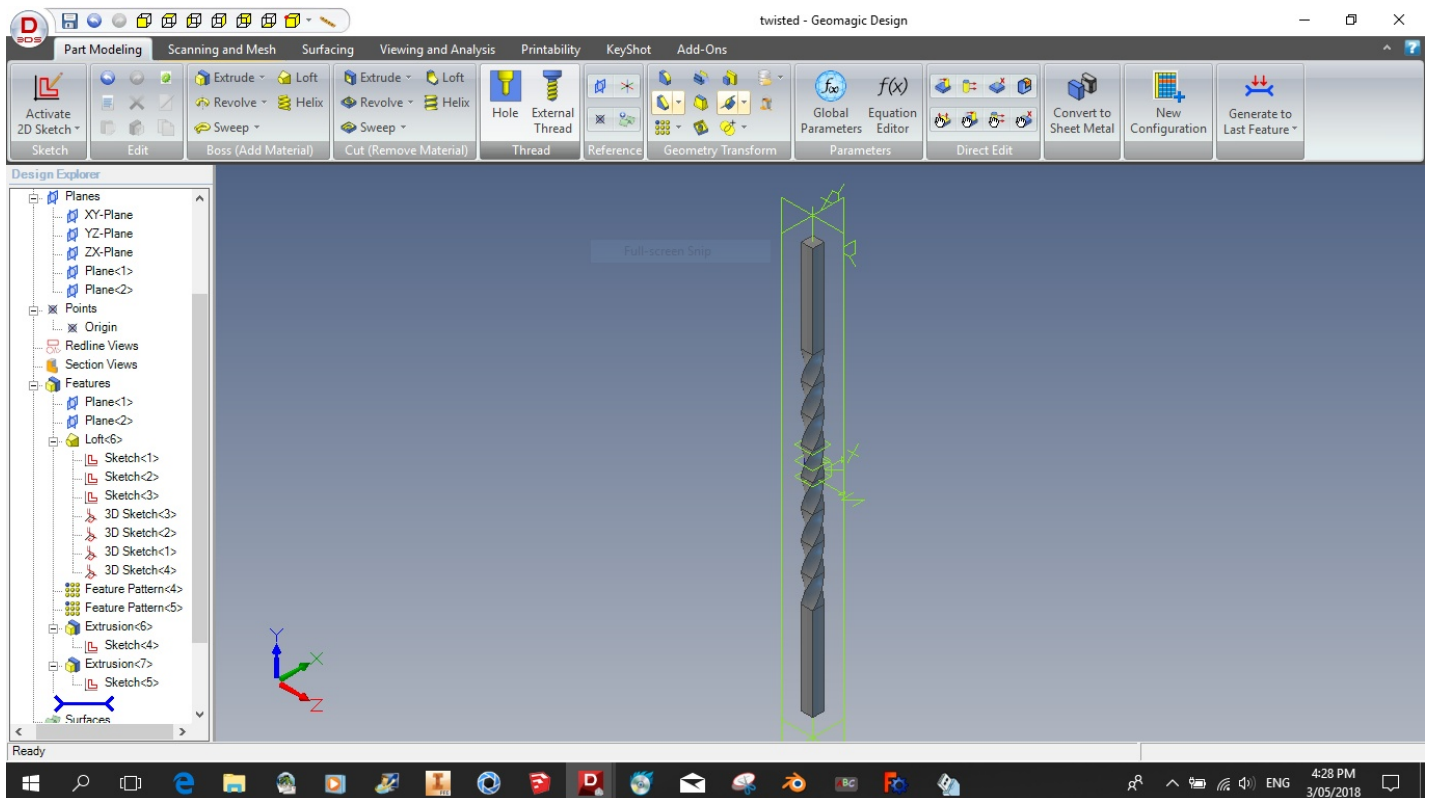 D
3DS
twisted - Geomagic Design
Part Modeling Scanning and Mesh Surfacing Viewing and Analysis Printability KeyShot Add-Ons
Activate
2D Sketch
Sketch
Edit
Extrude Loft
Revolve Helix
Sweep
Boss (Add Material)
Extrude Loft
Revolve Helix
Sweep
Cut (Remove Material)
Hole External
Thread
Thread
Reference
Geometry Transform
Global
Parameters
f(x)
Equation
Editor
Parameters
Direct Edit
Convert to
Sheet Metal
New
Configuration
Generate to
Last Feature
Design Explorer
Planes
XY-Plane
YZ-Plane
ZX-Plane
Plane<1>
Plane<2>
Points
Origin
Redline Views
Section Views
Features
Plane<1>
Plane<2>
Loft<6>
Sketch<1>
Sketch<2>
Sketch<3>
3D Sketch<3>
3D Sketch<2>
3D Sketch<1>
3D Sketch<4>
Feature Pattern<4>
Feature Pattern<5>
Extrusion<6>
Sketch<4>
Extrusion<7>
Sketch<5>
Surfaces
Full-screen Snip
Y
X
Z
Ready
ENG
4:28 PM
3/05/2018